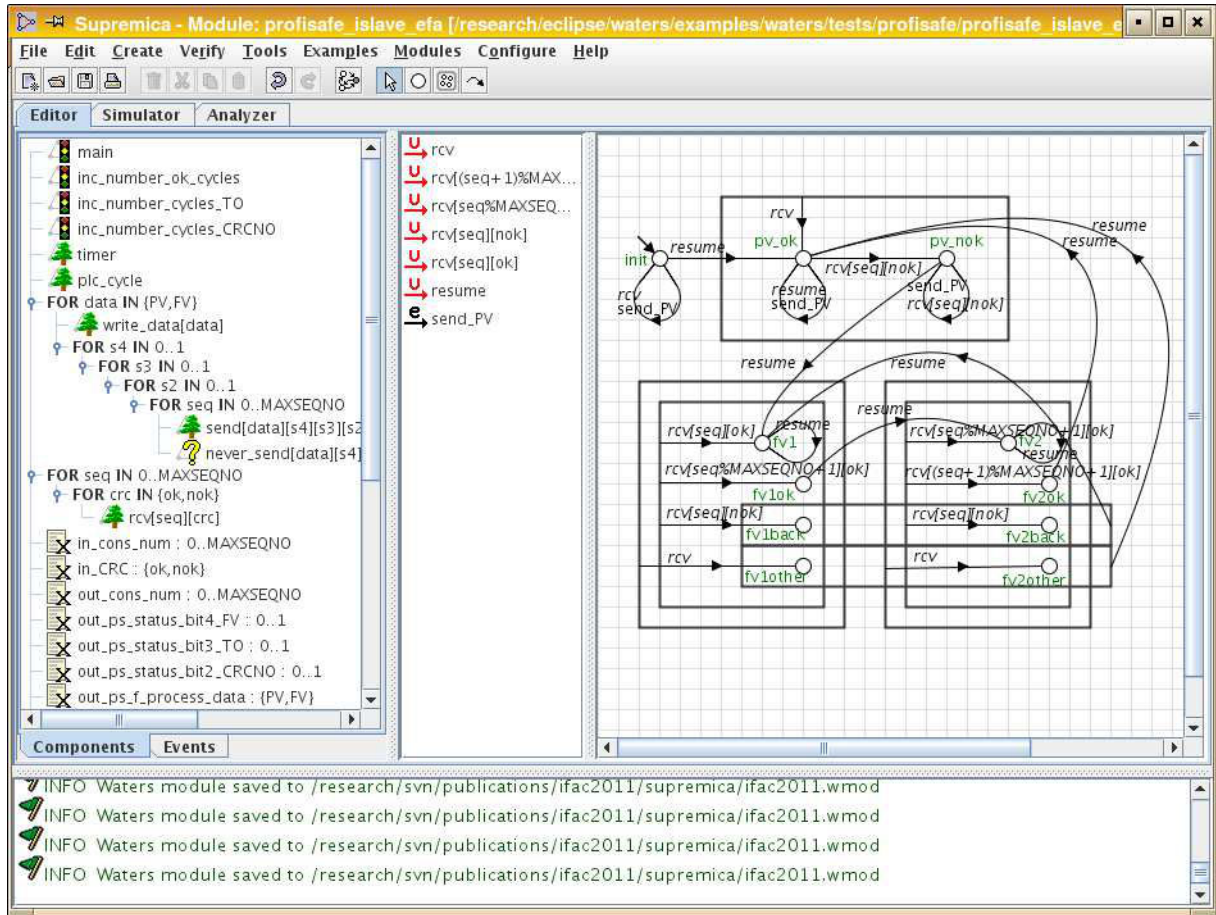 Supremica - Module: profisafe_islave_efa [/research/eclipse/waters/examples/waters/tests/profisafe/profisafe_islave_e
File Edit Create Verify Tools Examples Modules Configure Help
Editor Simulator Analyzer
main
inc_number_ok_cycles
inc_number_cycles_TO
inc_number_cycles_CRCNO
timer
plc_cycle
FOR data IN {PV,FV}
write_data[data]
FOR s4 IN 0..1
FOR s3 IN 0..1
FOR s2 IN 0..1
FOR seq IN 0..MAXSEQNO
send[data][s4][s3][s2
never_send[data][s4]
FOR seq IN 0..MAXSEQNO
FOR crc IN {ok,nok}
rcv[seq][crc]
in_cons_num : 0..MAXSEQNO
in_CRC : {ok,nok}
out_cons_num : 0..MAXSEQNO
out_ps_status_bit4_FV : 0..1
out_ps_status_bit3_TO : 0..1
out_ps_status_bit2_CRCNO : 0..1
out_ps_f_process_data : {PV,FV}
Components Events
U rcv
U rcv[(seq+1)%MAX...
U rcv[seq%MAXSEQ...
U rcv[seq][nok]
U rcv[seq][ok]
U resume
e send_PV
rcv
resume
init
pv_ok
pv_nok
resume
resume
rcv[seq][nok]
rcv
send_PV
resume
send_PV
send_PV
rcv[seq][nok]
resume
resume
resume
resume
rcv[seq][ok]
fv1
rcv[seq%MAXSEQNO+1][ok]
fv2
resume
rcv[seq%MAXSEQNO+1][ok]
fv1ok
rcv[(seq+1)%MAXSEQNO+1][ok]
fv2ok
rcv[seq][nok]
fv1back
rcv[seq][nok]
fv2back
rcv
fv1other
rcv
fv2other
INFO Waters module saved to /research/svn/publications/ifac2011/supremica/ifac2011.wmod
INFO Waters module saved to /research/svn/publications/ifac2011/supremica/ifac2011.wmod
INFO Waters module saved to /research/svn/publications/ifac2011/supremica/ifac2011.wmod
INFO Waters module saved to /research/svn/publications/ifac2011/supremica/ifac2011.wmod